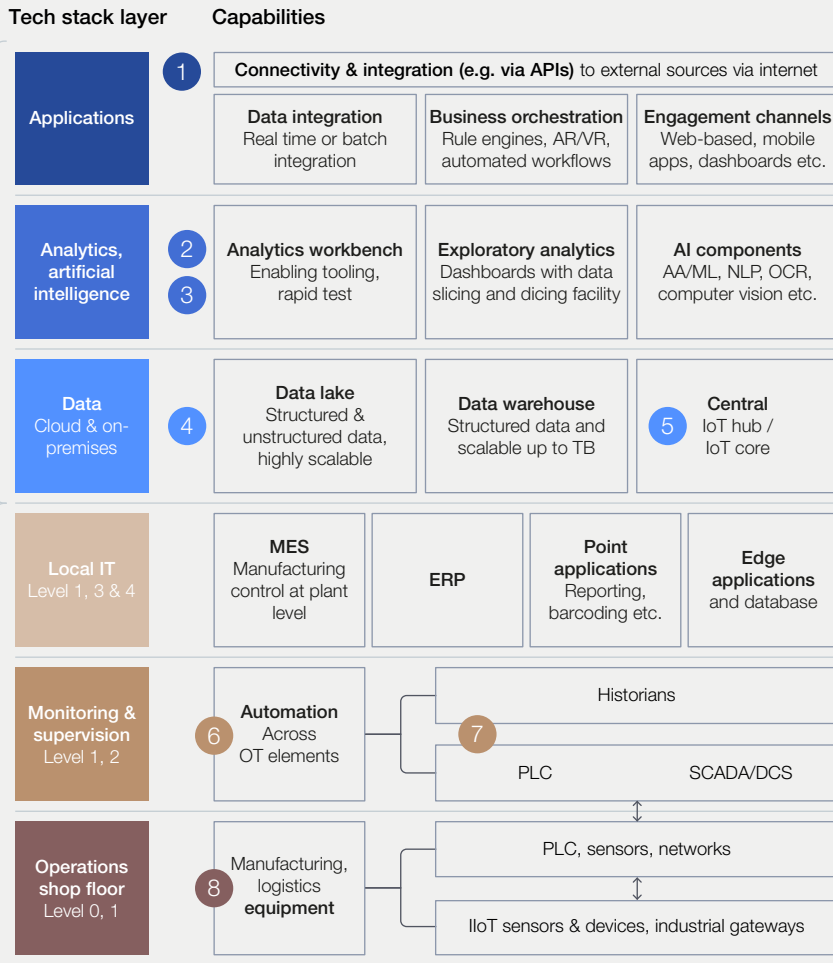 Tech stack layer
Capabilities
Applications
1
Connectivity & integration (e.g. via APIs) to external sources via internet
Data integration
Real time or batch
integration
Business orchestration
Rule engines, AR/VR,
automated workflows
Engagement channels
Web-based, mobile
apps, dashboards etc.
Analytics,
artificial
intelligence
2
3
Analytics workbench
Enabling tooling,
rapid test
Exploratory analytics
Dashboards with data
slicing and dicing facility
AI components
AA/ML, NLP, OCR,
computer vision etc.
Data
Cloud & on-
premises
4
Data lake
Structured &
unstructured data,
highly scalable
Data warehouse
Structured data and
scalable up to TB
5
Central
IoT hub /
IoT core
Local IT
Level 1, 3 & 4
MES
Manufacturing
control at plant
level
ERP
Point
applications
Reporting,
barcoding etc.
Edge
applications
and database
Monitoring &
supervision
Level 1, 2
6
Automation
Across
OT elements
Historians
7
PLC
SCADA/DCS
Operations
shop floor
Level 0, 1
8
Manufacturing,
logistics
equipment
PLC, sensors, networks
IIoT sensors & devices, industrial gateways